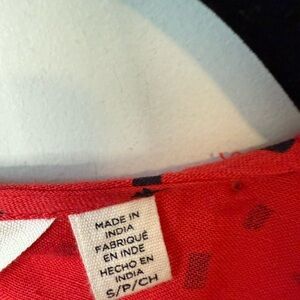 MADE IN
INDIA
FABRIQUÉ
EN INDE
HECHO EN
INDIA
S/P/CH